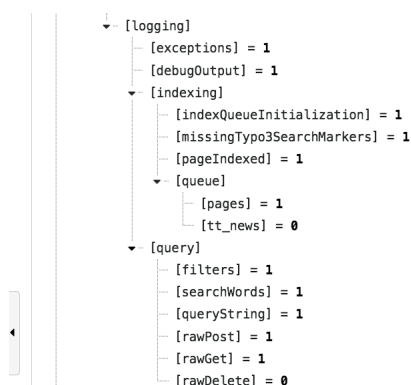 [logging]
[exceptions] = 1
[debugOutput] = 1
[indexing]
[indexQueueInitialization] = 1
[missingTypo3SearchMarkers] = 1
[pageIndexed] = 1
[queue]
[pages] = 1
[tt_news] = 0
[query]
[filters] = 1
[searchWords] = 1
[queryString] = 1
[rawPost] = 1
[rawGet] = 1
[rawDelete] = 0